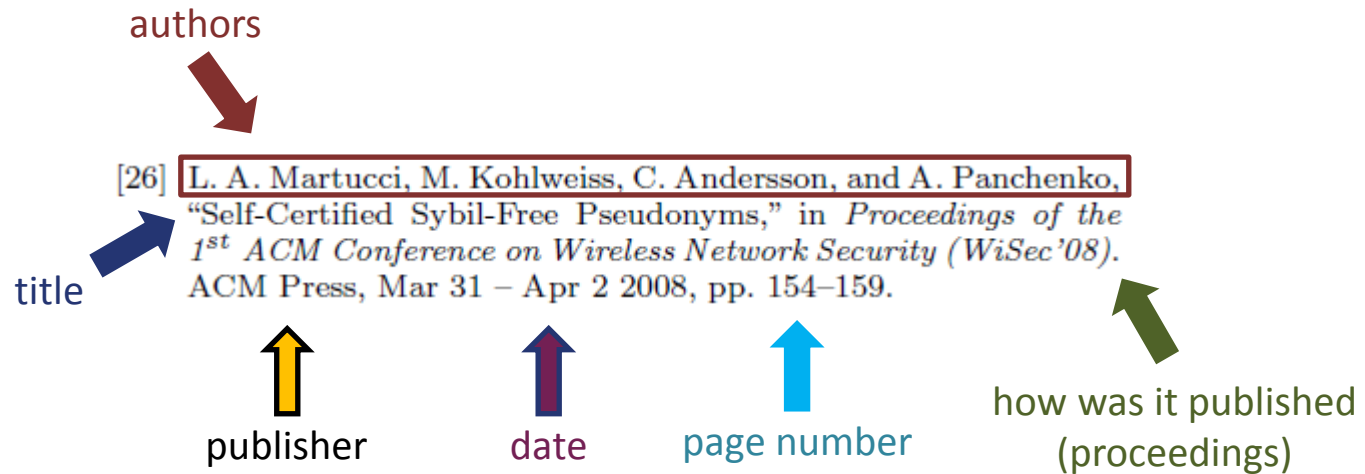 authors
[26] L. A. Martucci, M. Kohlweiss, C. Andersson, and A. Panchenko,
“Self-Certified Sybil-Free Pseudonyms,” in Proceedings of the
1st ACM Conference on Wireless Network Security (WiSec’08).
title
ACM Press, Mar 31 – Apr 2 2008, pp. 154–159.
publisher
date
page number
how was it published
(proceedings)